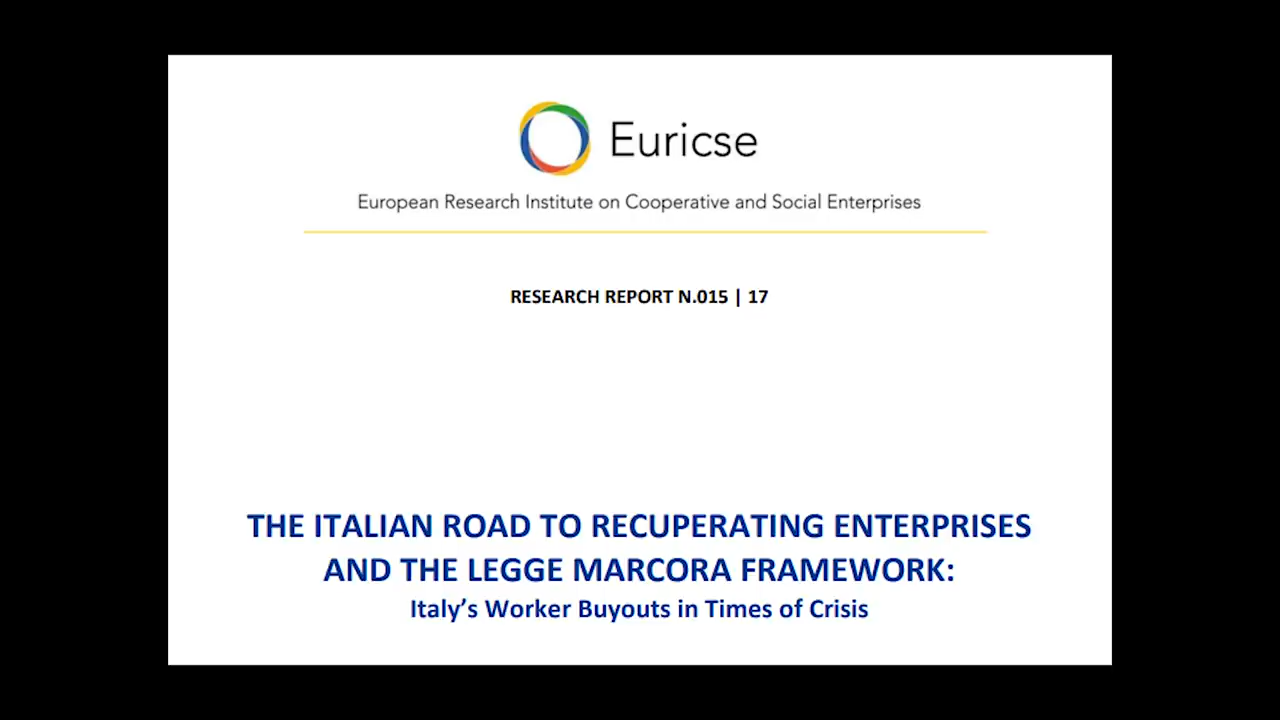 Euricse
European Research Institute on Cooperative and Social Enterprises
RESEARCH REPORT N.015 | 17
THE ITALIAN ROAD TO RECUPERATING ENTERPRISES
AND THE LEGGE MARCORA FRAMEWORK:
Italy’s Worker Buyouts in Times of Crisis